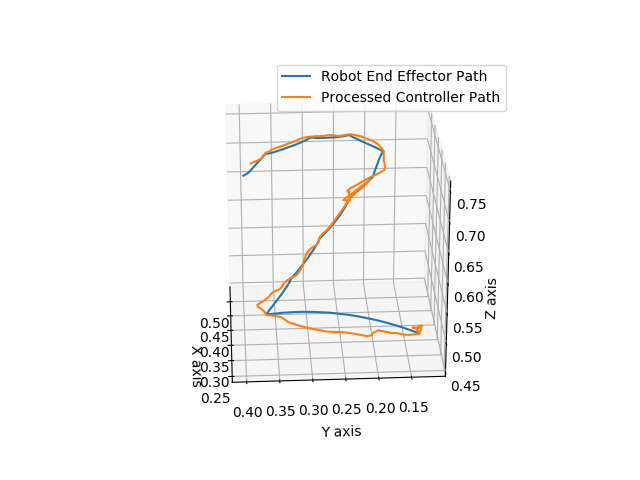 Robot End Effector Path
Processed Controller Path
0.75
0.70
0.65
0.60
0.55
0.50
0.45
Z axis
0.50
0.45
0.40
0.35
0.30
0.25
X axis
0.40 0.35 0.30 0.25 0.20 0.15
Y axis